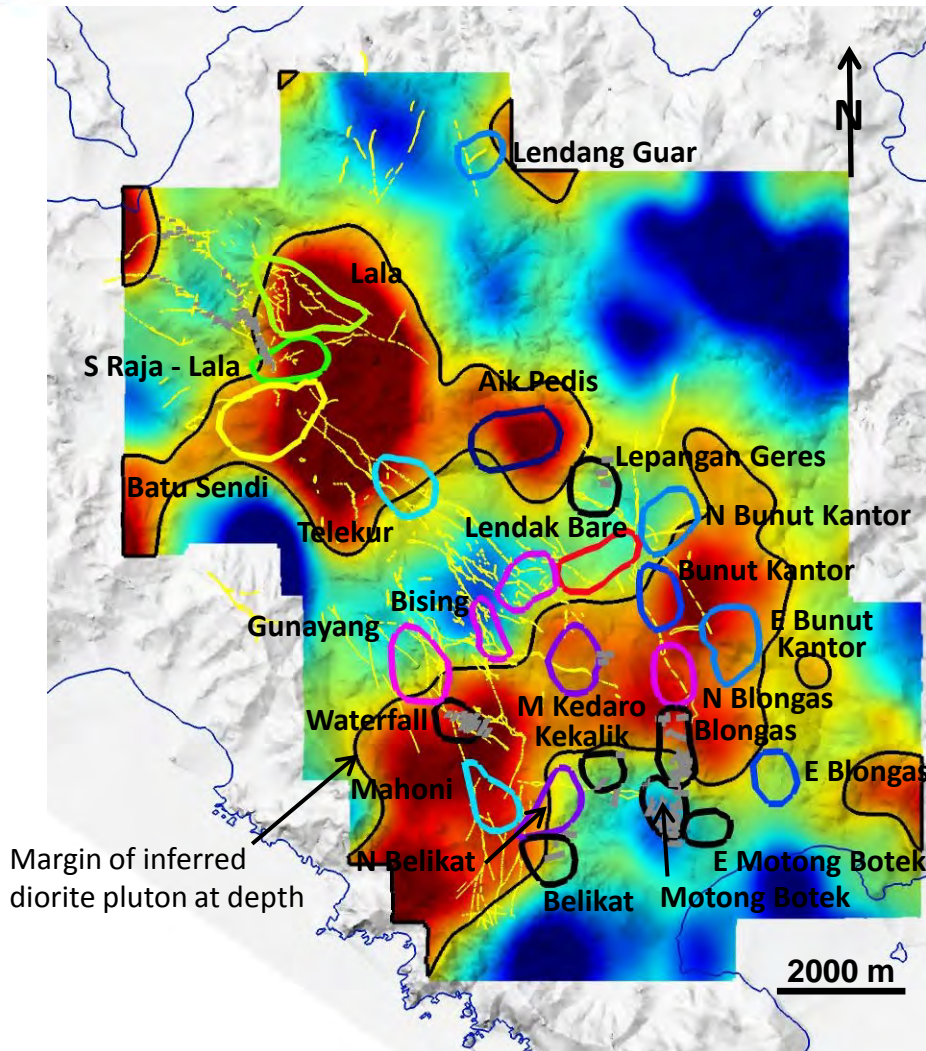 N
Lendang Guar
Lala
S Raja - Lala
Aik Pedis
Lepangan Geres
Batu Sendi
Telekur
Lendak Bare
N Bunut Kantor
Bunut Kantor
Bising
Gunayang
E Bunut
Kantor
M Kedaro
N Blongas
Waterfall
Kekalik
Blongas
E Blongas
Mahoni
Margin of inferred
diorite pluton at depth
N Belikat
E Motong Botek
Belikat
Motong Botek
2000 m